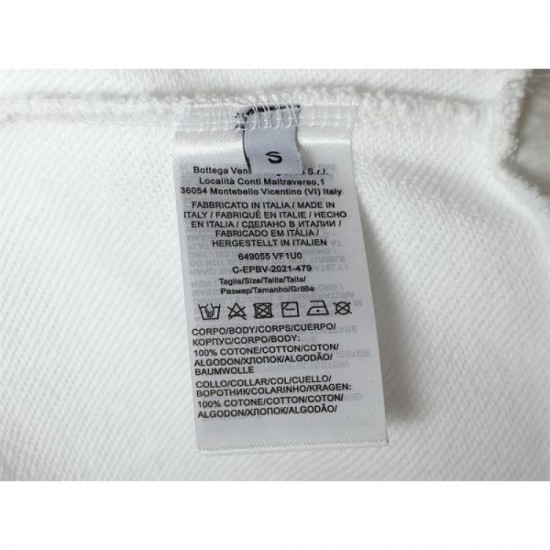 S
Bottega Ven S.r.l.
Località Conti Maltraverso,1
36054 Montebello Vicentino (VI) Italy
FABBRICATO IN ITALIA / MADE IN
ITALY / FABRIQUÉ EN ITALIE / HECHO
EN ITALIA / СДЕЛАНО В ИТАЛИИ /
FABRICADO EM ITÁLIA /
HERGESTELLT IN ITALIEN
649055 VF1U0
C-EPBV-2021-479
Taglia/Size/Taille/Talla/
Размер/Tamanho/Größe
CORPO/BODY/CORPS/CUERPO/
КОРПУС/CORPO/BODY:
100% COTONE/COTTON/COTON/
ALGODON/ХЛОПОК/ALGODÃO/
BAUMWOLLE
COLLO/COLLAR/COL/CUELLO/
ВОРОТНИК/COLARINHO/KRAGEN:
100% COTONE/COTTON/COTON/
ALGODON/ХЛОПОК/ALGODÃO/